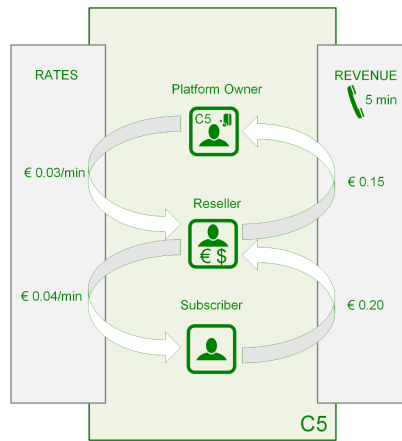 RATES
REVENUE
5 min
Platform Owner
C5
€ 0.03/min
€ 0.15
Reseller
€ $
€ 0.04/min
€ 0.20
Subscriber
C5